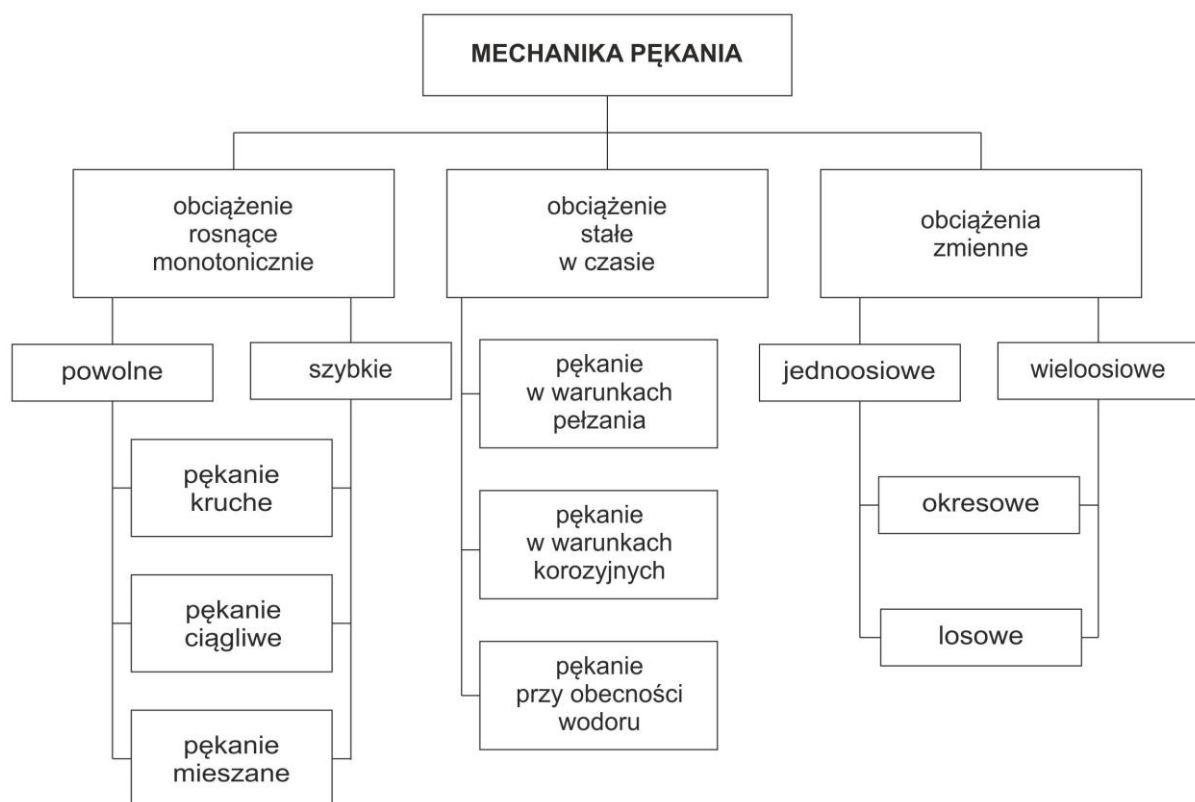 MECHANIKA PĘKANIA
obciążenie
rosnące
monotonicznie
obciążenie
stałe
w czasie
obciążenia
zmienne
powolne
szybkie
pękanie
kruche
pękanie
ciągliwe
pękanie
mieszane
pękanie
w warunkach
pełzania
pękanie
w warunkach
korozyjnych
pękanie
przy obecności
wodoru
jednoosiowe
wieloosiowe
okresowe
losowe